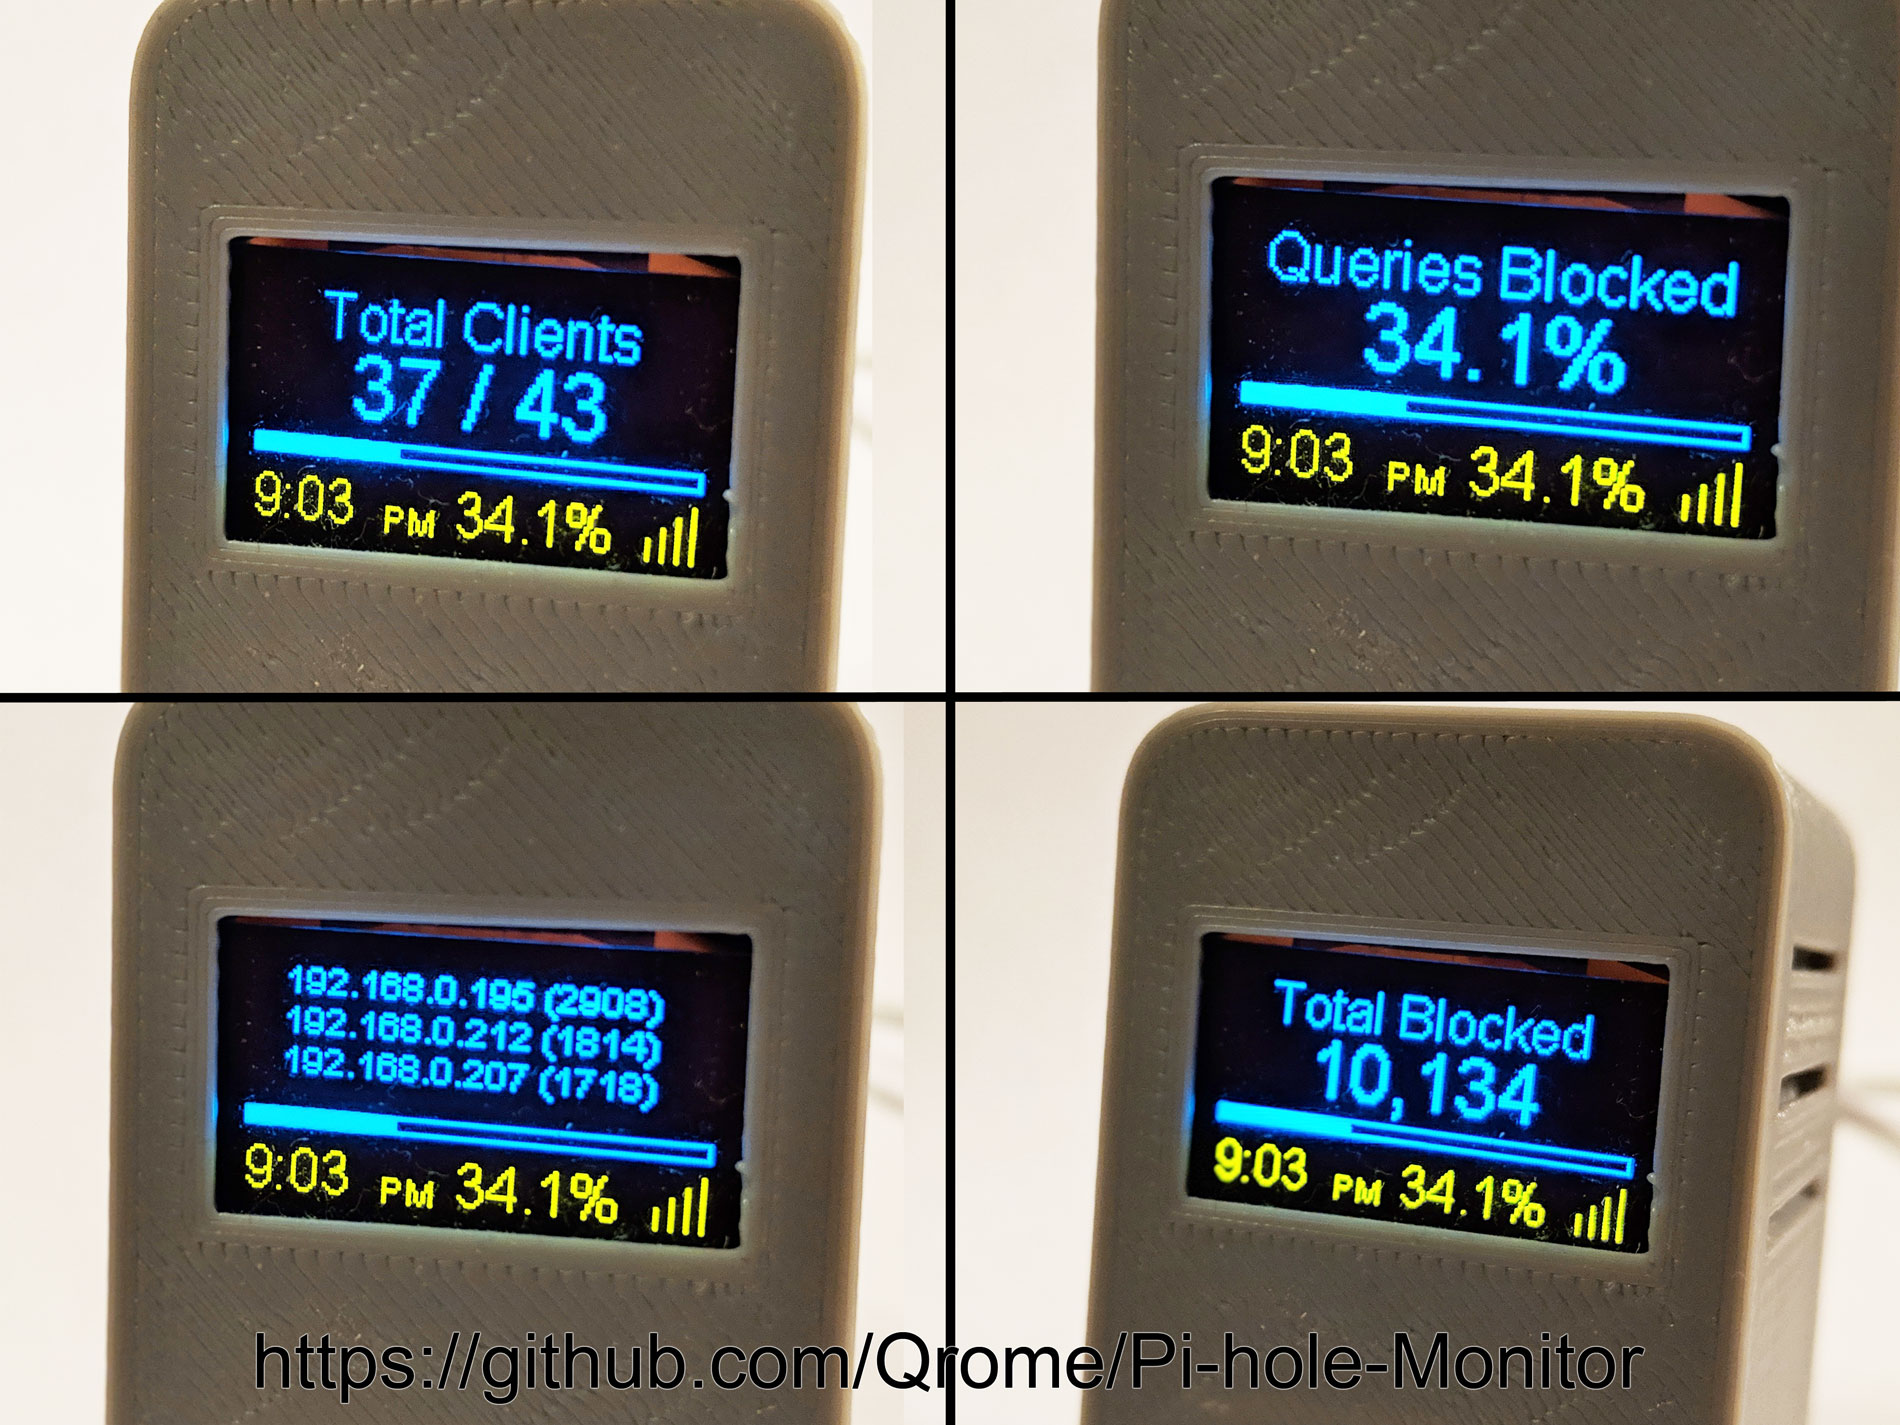 Total Clients
37 / 43
9:03 PM 34.1%
Queries Blocked
34.1%
9:03 PM 34.1%
192.168.0.195 (2908)
192.168.0.212 (1814)
192.168.0.207 (1718)
9:03 PM 34.1%
Total Blocked
10,134
9:03 PM 34.1%
https://github.com/Qrome/Pi-hole-Monitor